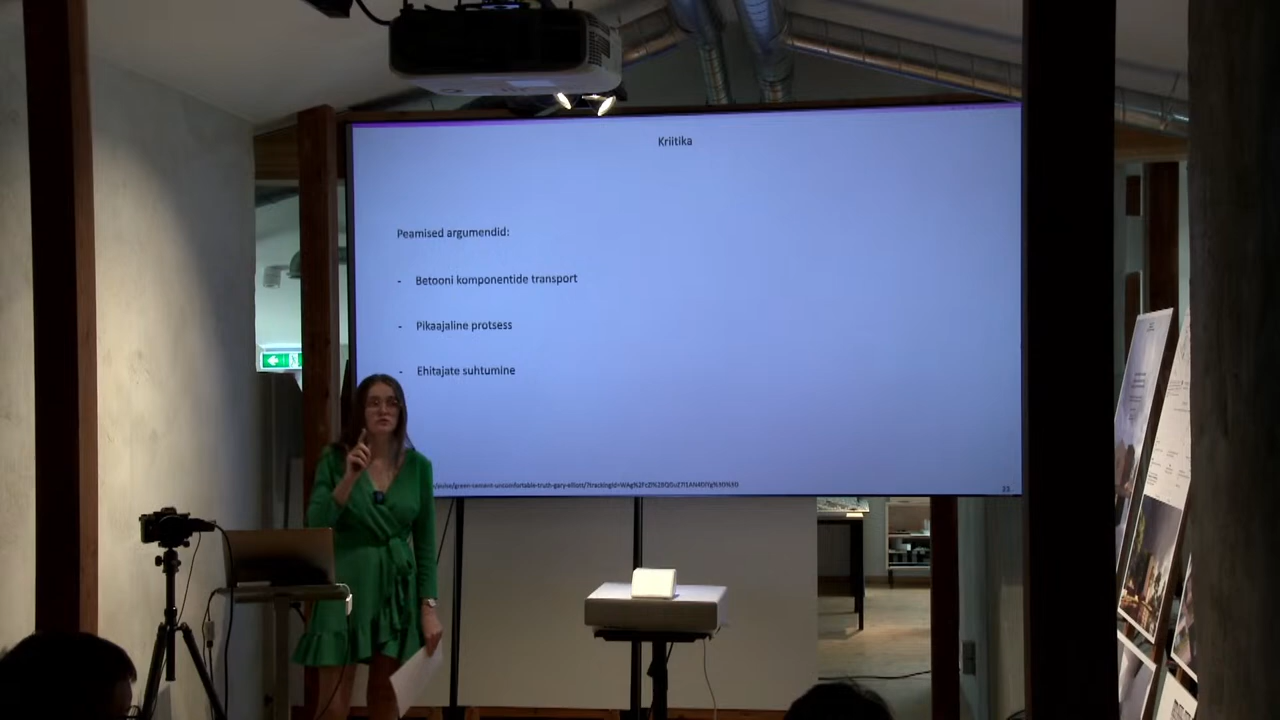 Kriitika
Peamised argumendid:
- Betooni komponentide transport
- Pikaajaline protsess
- Ehitajate suhtumine